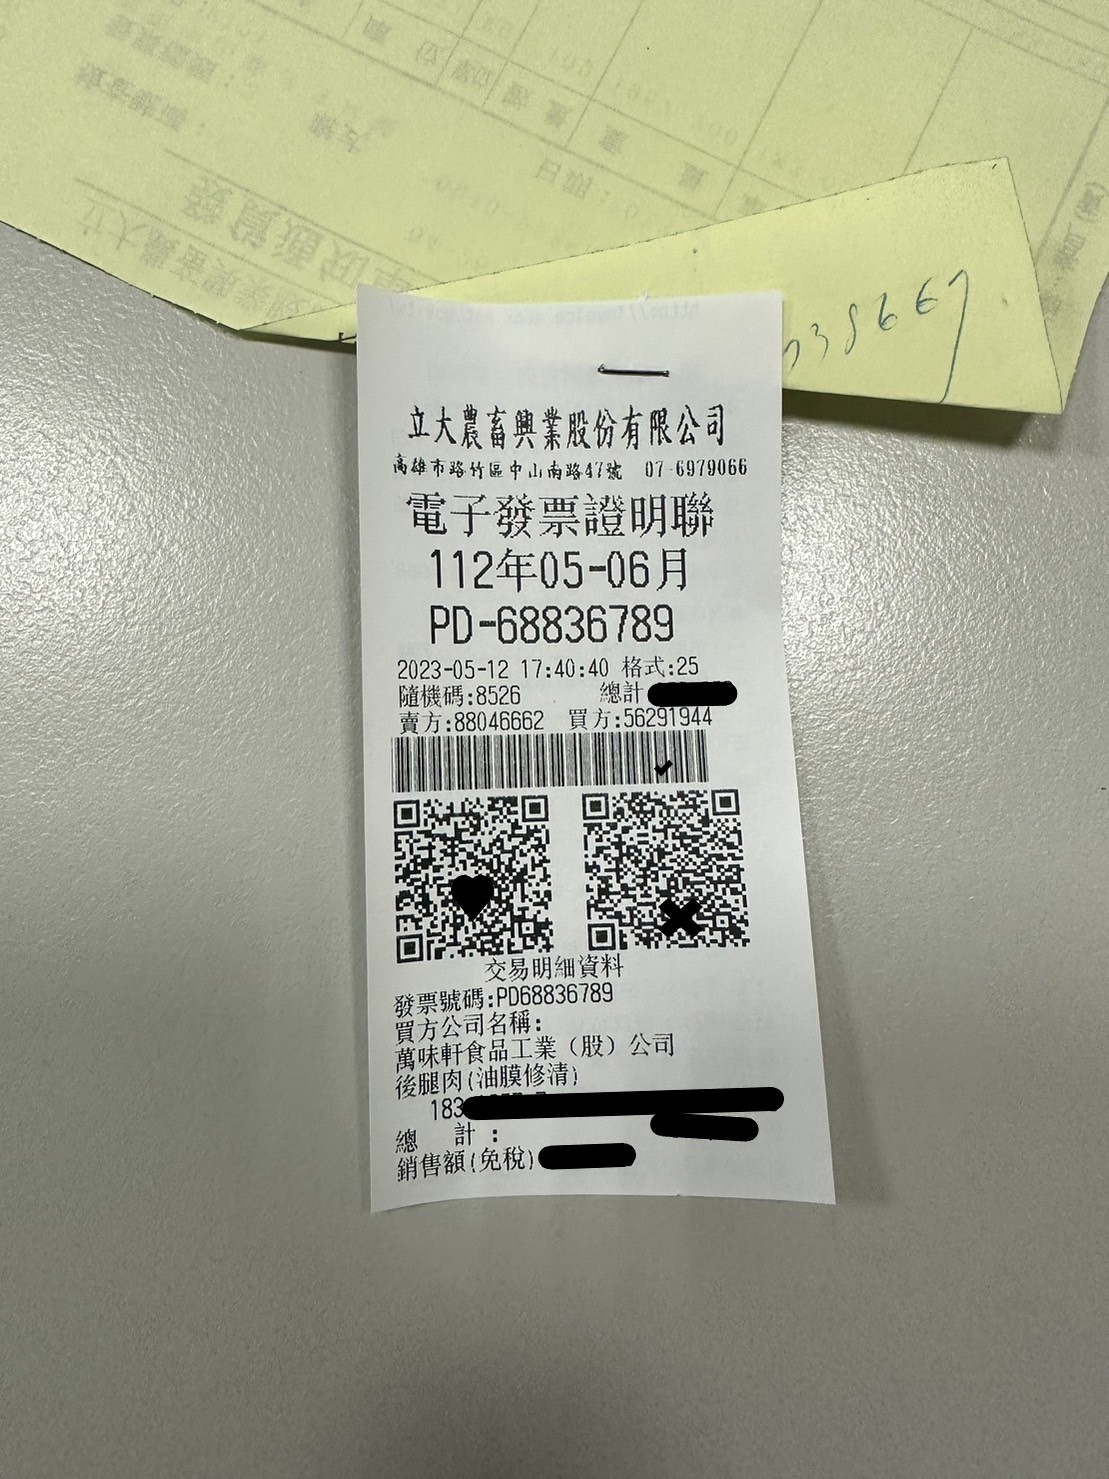 立大農畜興業股份有限公司
高雄市路竹區中山南路47號 07-6979066
電子發票證明聯
112年05-06月
PD-68836789
2023-05-12 17:40:40 格式:25
隨機碼:8526 總計
賣方:88046662 買方:56291944
交易明細資料
發票號碼:PD68836789
買方公司名稱:
萬味軒食品工業（股）公司
後腿肉(油膜修清)
183
總 計 :
銷售額(免稅)